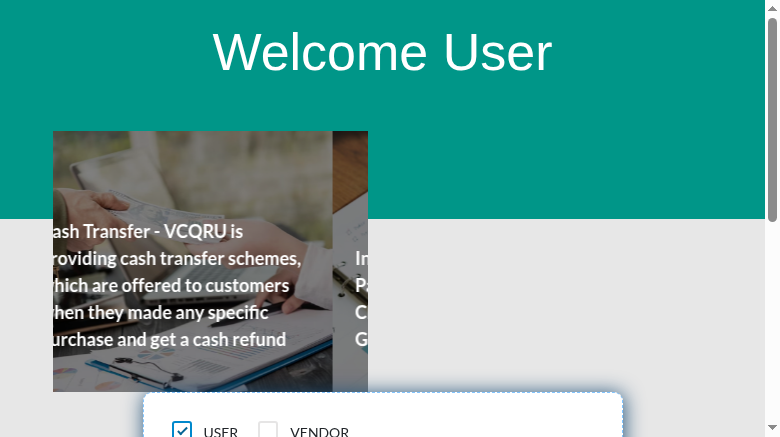 Welcome User
ash Transfer - VCQRU is
roviding cash transfer schemes,
hich are offered to customers
hen they made any specific
urchase and get a cash refund
In
P
C
G
USER
VENDOR